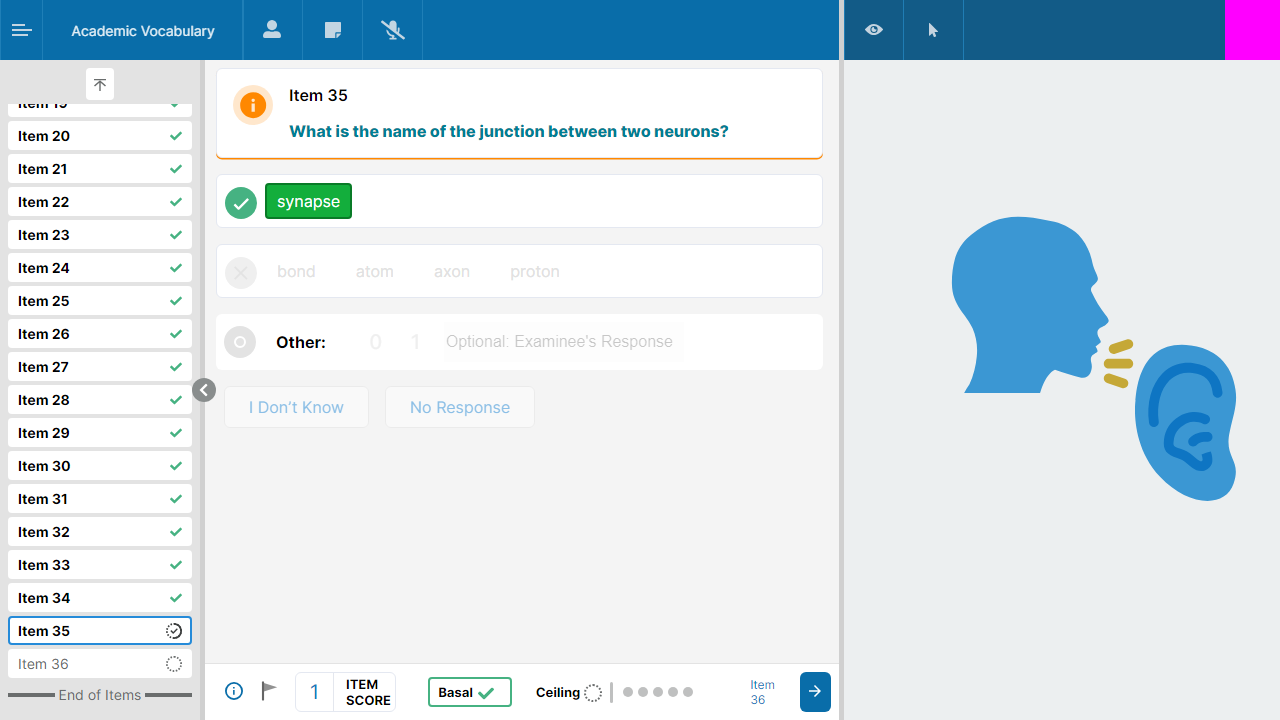 Academic Vocabulary
Item 19
Item 20
Item 21
Item 22
Item 23
Item 24
Item 25
Item 26
Item 27
Item 28
Item 29
Item 30
Item 31
Item 32
Item 33
Item 34
Item 35
Item 36
End of Items
Item 35
What is the name of the junction between two neurons?
synapse
bond atom axon proton
Other: 0 1 Optional: Examinee's Response
I Don't Know No Response
1 ITEM SCORE
Basal
Ceiling
Item 36